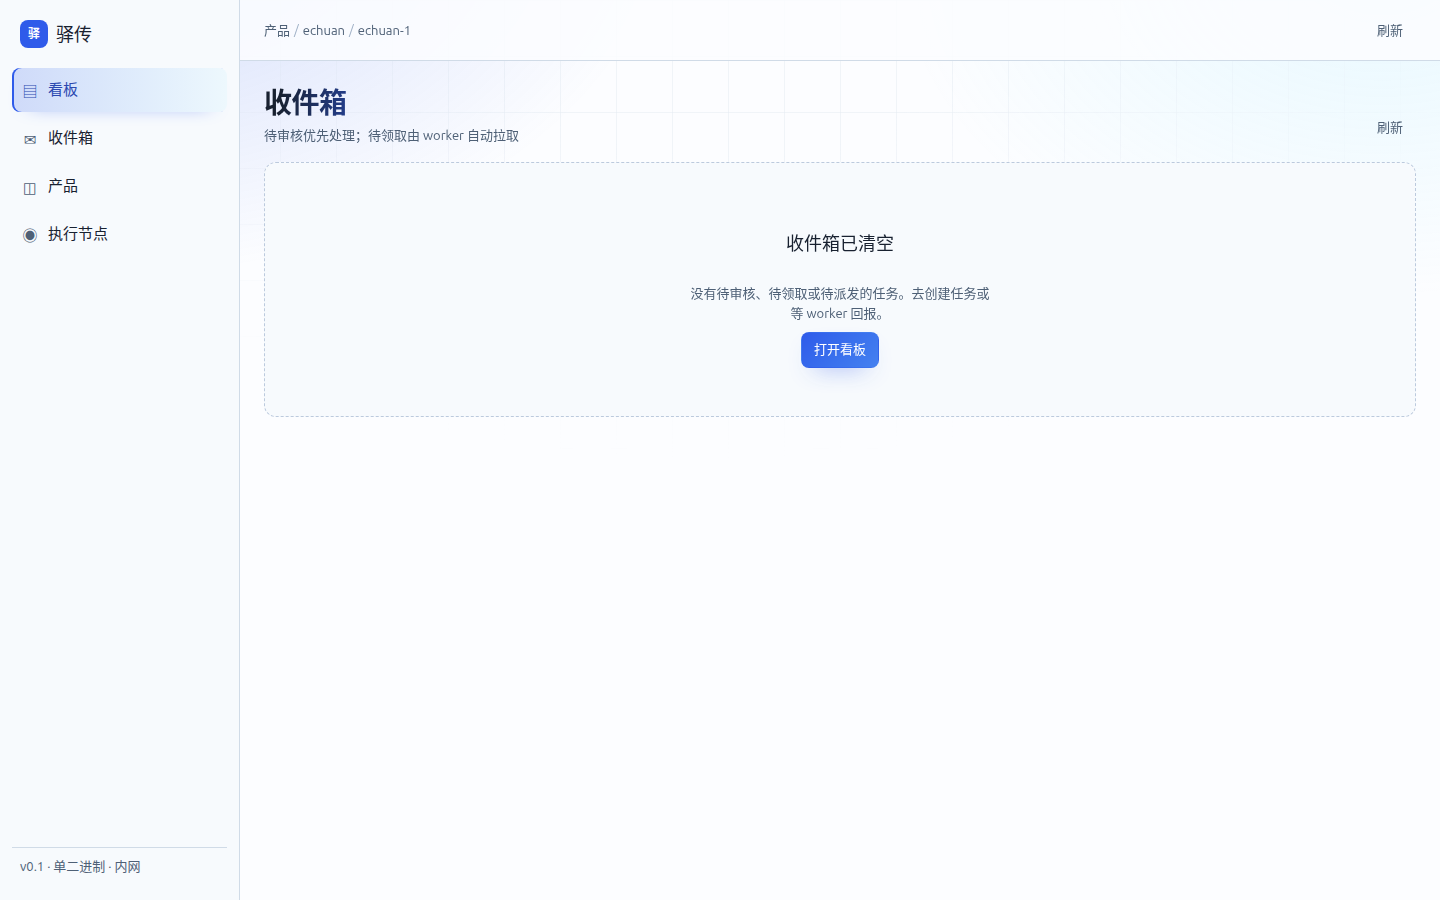 驿 驿传
看板
收件箱
产品
执行节点
v0.1 · 单二进制 · 内网
产品 / echuan / echuan-1
刷新
收件箱
待审核优先处理；待领取由 worker 自动拉取
刷新
收件箱已清空
没有待审核、待领取或待派发的任务。去创建任务或
等 worker 回报。
打开看板